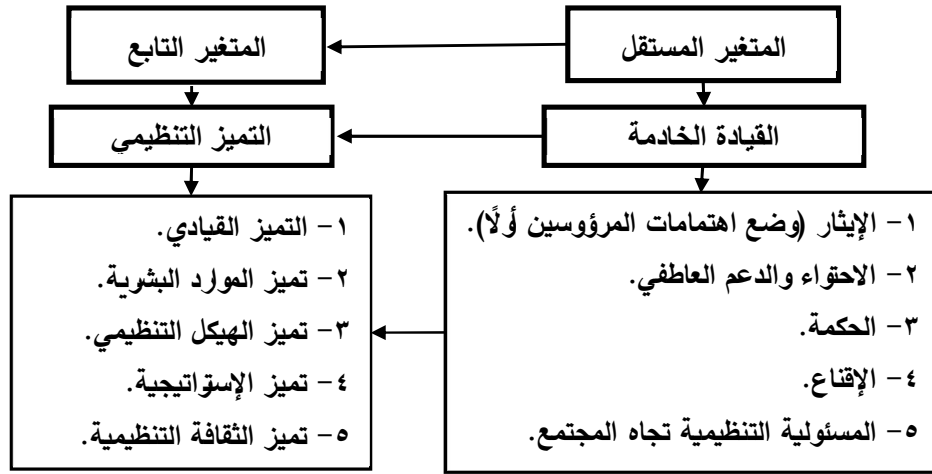 المتغير المستقل
المتغير التابع
القيادة الخادمة
التميز التنظيمي
١- الإيثار (وضع اهتمامات المرؤوسين أولًا).
٢- الاحتواء والدعم العاطفي.
٣- الحكمة.
٤- الإقناع.
٥- المسئولية التنظيمية تجاه المجتمع.
١- التميز القيادي.
٢- تميز الموارد البشرية.
٣- تميز الهيكل التنظيمي.
٤- تميز الإستراتيجية.
٥- تميز الثقافة التنظيمية.